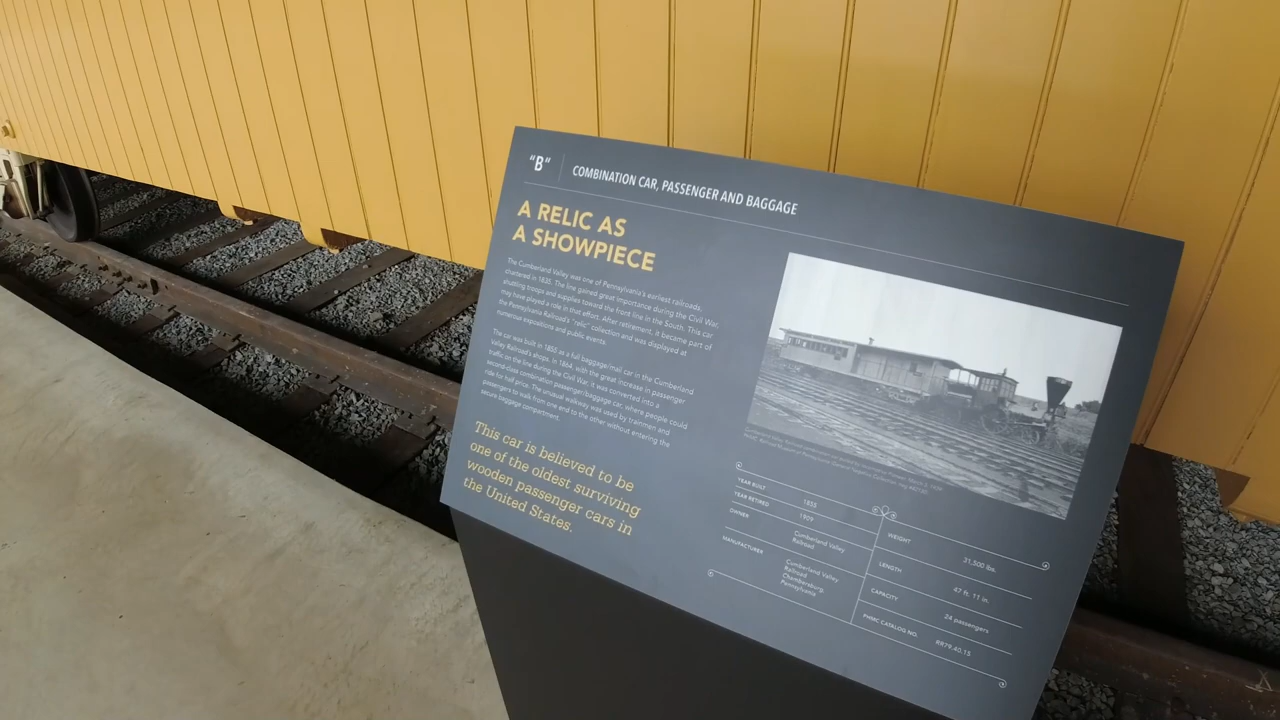 "B" COMBINATION CAR, PASSENGER AND BAGGAGE
A RELIC AS
A SHOWPIECE
The Cumberland Valley was one of Pennsylvania's earliest railroads,
chartered in 1835. The line gained great importance during the Civil War,
shuttling troops and supplies toward the front line in the South. This car
may have played a role in that effort. After retirement, it became part of
the Pennsylvania Railroad's "relic" collection and was displayed at
numerous expositions and public events.
The car was built in 1855 as a full baggage/mail car in the Cumberland
Valley Railroad's shops. In 1864, with the great increase in passenger
traffic on the line during the Civil War, it was converted into a
second-class combination passenger/baggage car, where people could
ride for half price. The unusual walkway was used by trainmen and
passengers to walk from one end to the other without entering the
secure baggage compartment.
This car is believed to be
one of the oldest surviving
wooden passenger cars in
the United States.
YEAR BUILT 1855
YEAR RETIRED 1909
OWNER Cumberland Valley
Railroad
MANUFACTURER Cumberland Valley
Railroad
Chambersburg,
Pennsylvania
WEIGHT 31,500 lbs.
LENGTH 47 ft. 11 in.
CAPACITY 24 passengers
PHMC CATALOG NO. RR79.40.15